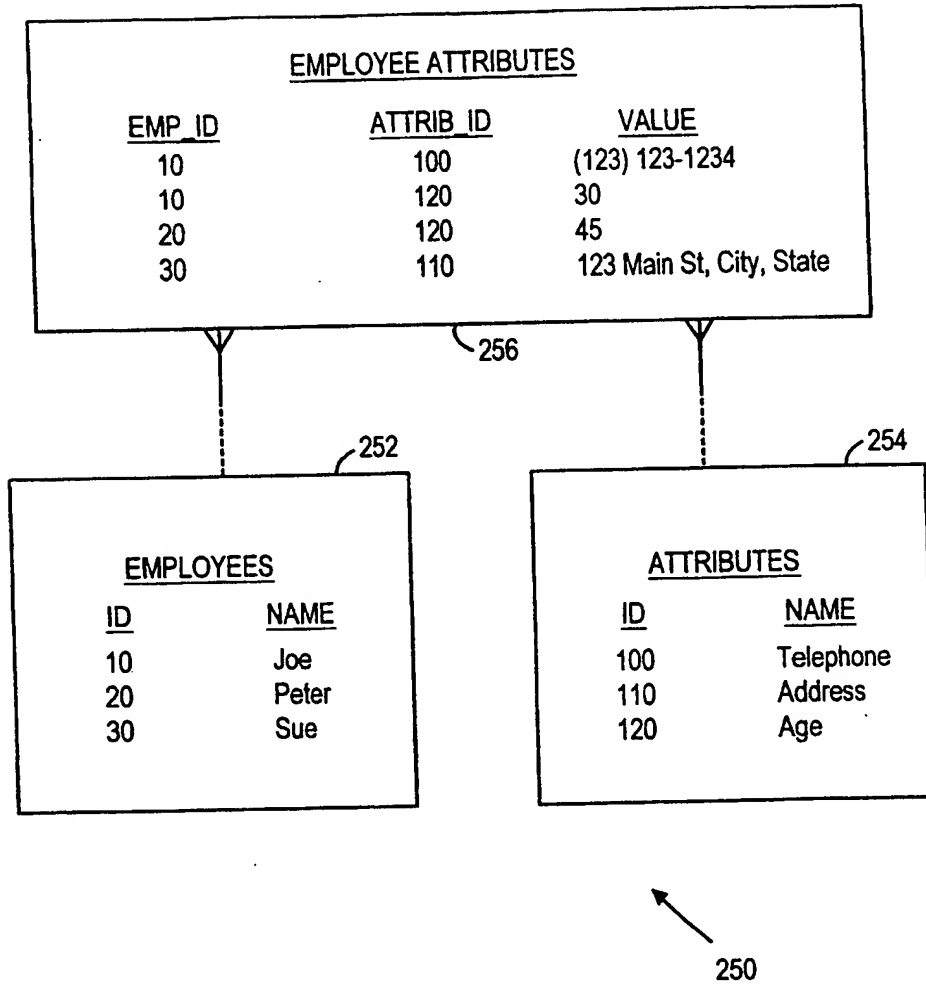 EMPLOYEE ATTRIBUTES
EMP_ID ATTRIB_ID VALUE
10 100 (123) 123-1234
10 120 30
20 120 45
30 110 123 Main St, City, State
256
252
254
EMPLOYEES
ID NAME
10 Joe
20 Peter
30 Sue
ATTRIBUTES
ID NAME
100 Telephone
110 Address
120 Age
250